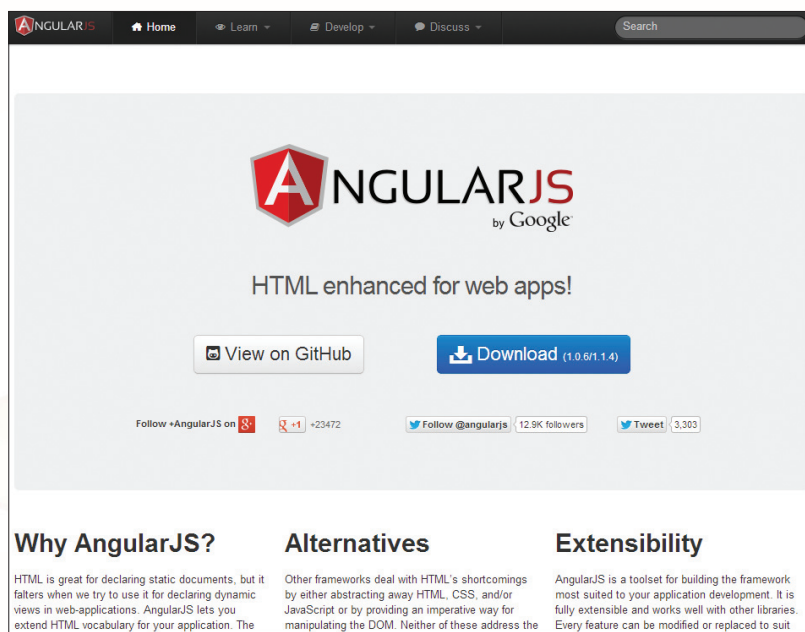 ANGULARJS Home Learn Develop Discuss Search
ANGULARJS
by Google
HTML enhanced for web apps!
View on GitHub Download (1.0.6/1.1.4)
Follow +AngularJS on g+ g +1 +23472 Follow @angularjs 12.9K followers Tweet 3,303
Why AngularJS?
HTML is great for declaring static documents, but it
falters when we try to use it for declaring dynamic
views in web-applications. AngularJS lets you
extend HTML vocabulary for your application. The
Alternatives
Other frameworks deal with HTML's shortcomings
by either abstracting away HTML, CSS, and/or
JavaScript or by providing an imperative way for
manipulating the DOM. Neither of these address the
Extensibility
AngularJS is a toolset for building the framework
most suited to your application development. It is
fully extensible and works well with other libraries.
Every feature can be modified or replaced to suit